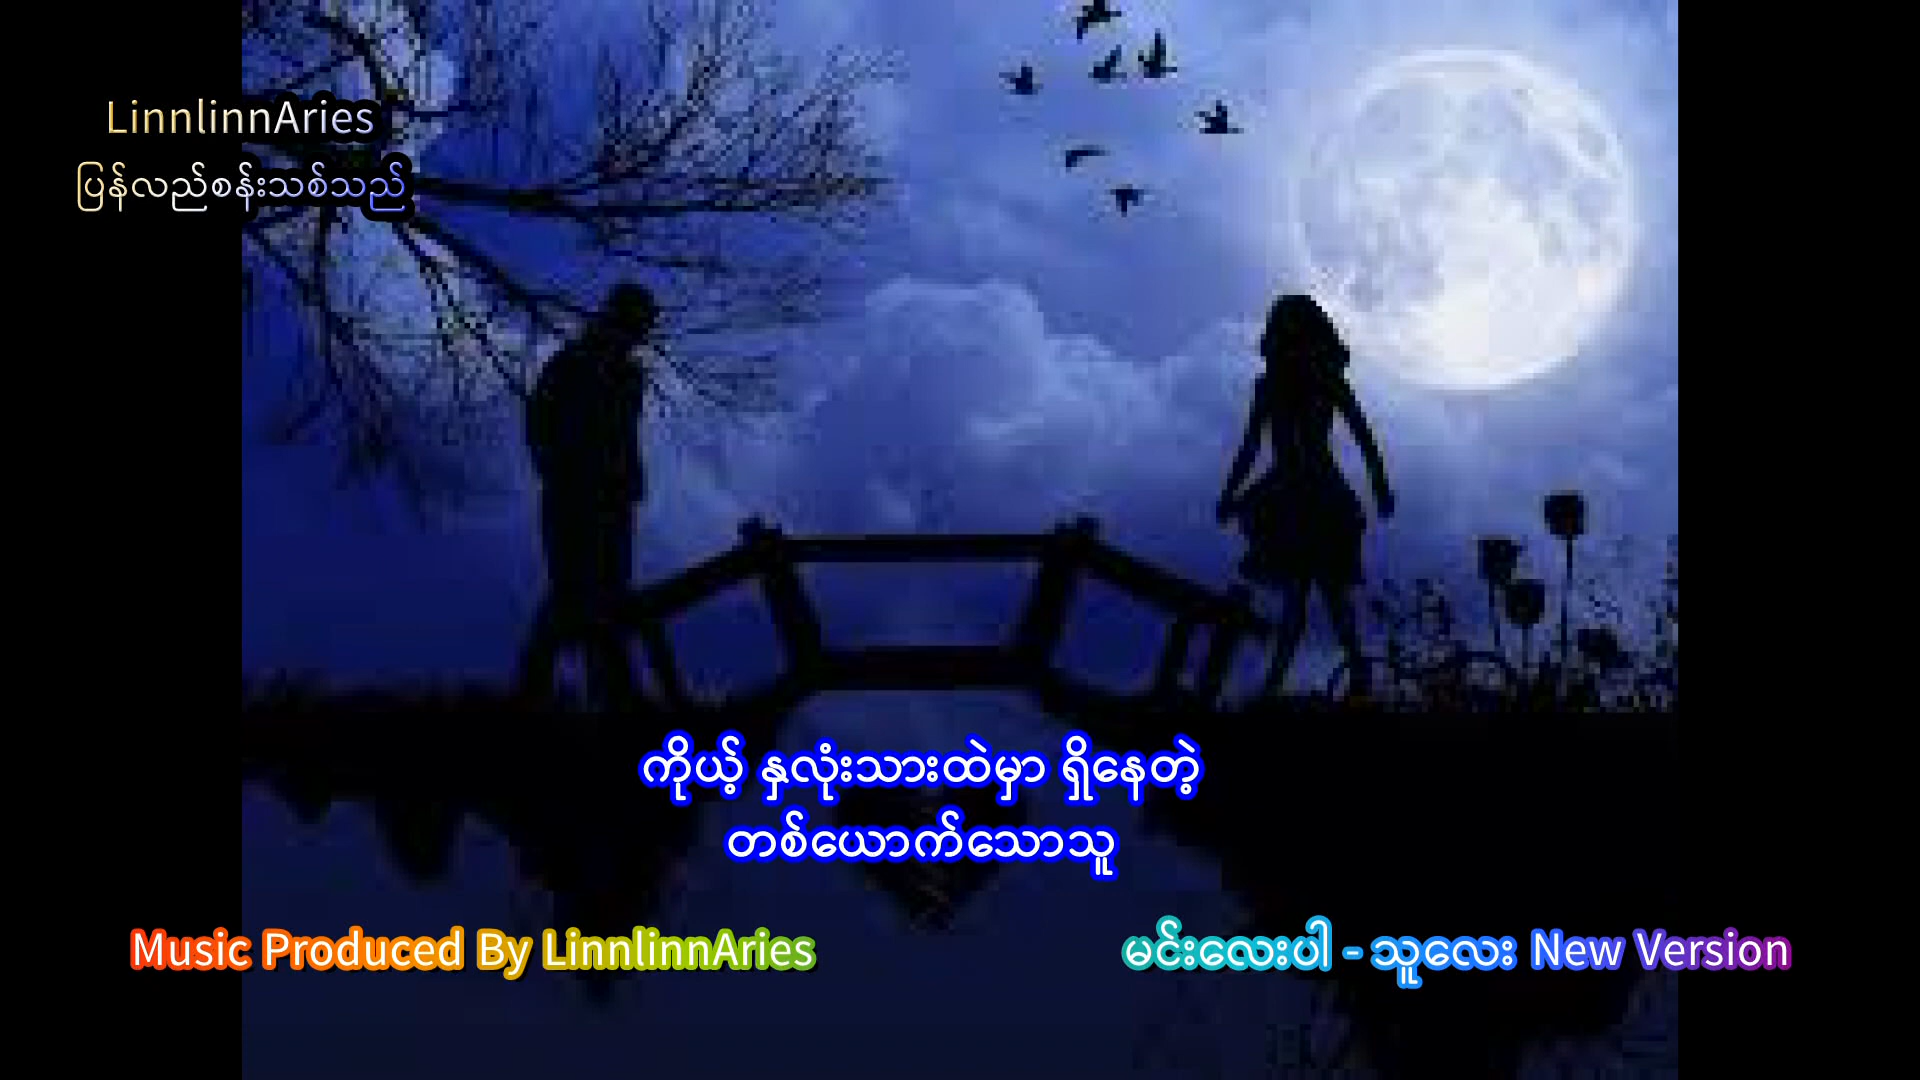 LinnlinnAries
ပြန်လည်စန်းသစ်သည်
ကိုယ့် နှလုံးသားထဲမှာ ရှိနေတဲ့
တစ်ယောက်သောသူ
Music Produced By LinnlinnAries
မင်းလေးပါ - သူလေး New Version